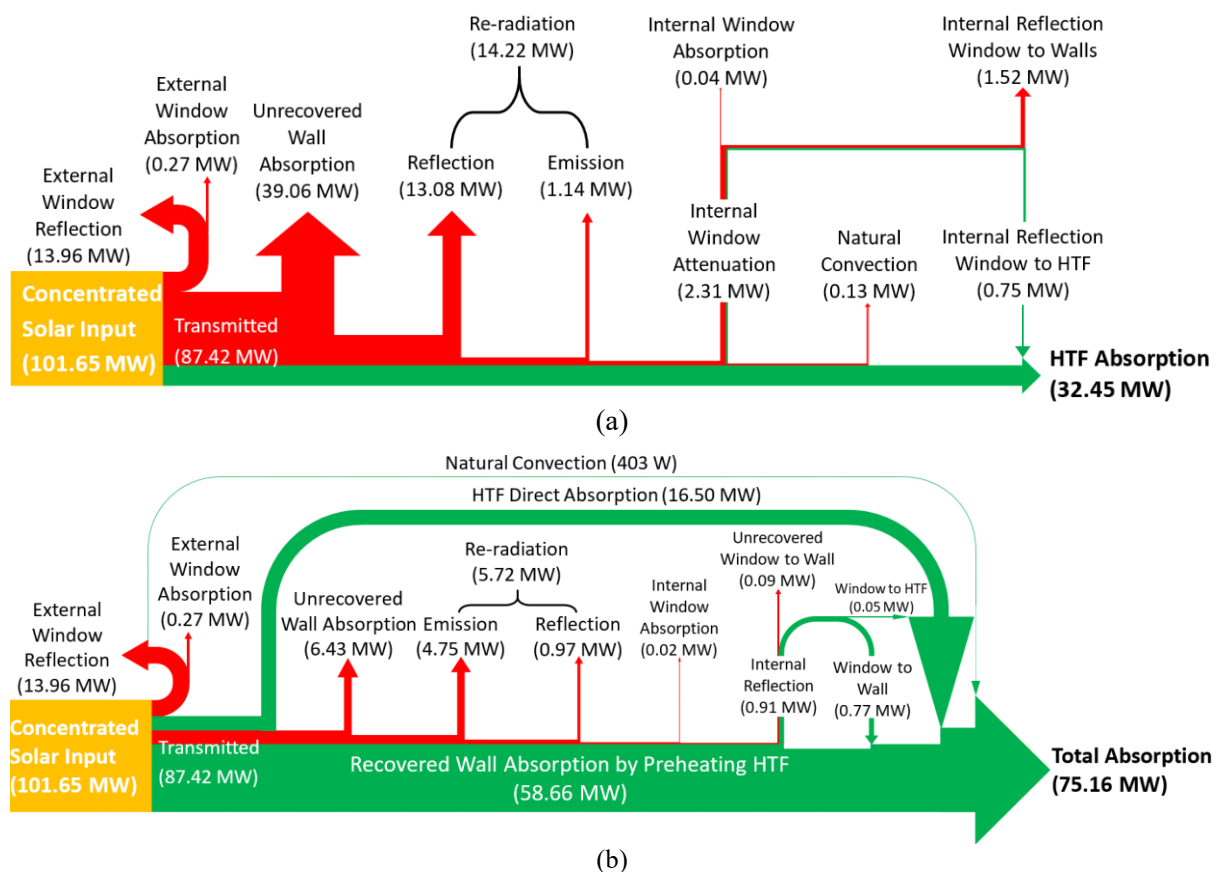 Re-radiation
(14.22 MW)
Internal Window
Absorption
(0.04 MW)
Internal Reflection
Window to Walls
(1.52 MW)
External
Window
Absorption
(0.27 MW)
Unrecovered
Wall
Absorption
(39.06 MW)
Reflection
(13.08 MW)
Emission
(1.14 MW)
External
Window
Reflection
(13.96 MW)
Internal
Window
Attenuation
(2.31 MW)
Natural
Convection
(0.13 MW)
Internal Reflection
Window to HTF
(0.75 MW)
Concentrated
Solar Input
(101.65 MW)
Transmitted
(87.42 MW)
HTF Absorption
(32.45 MW)
(a)
Natural Convection (403 W)
HTF Direct Absorption (16.50 MW)
External
Window
Absorption
(0.27 MW)
Re-radiation
(5.72 MW)
Unrecovered
Window to Wall
(0.09 MW)
External
Window
Reflection
(13.96 MW)
Unrecovered
Wall Absorption
(6.43 MW)
Emission
(4.75 MW)
Reflection
(0.97 MW)
Internal
Window
Absorption
(0.02 MW)
Window to HTF
(0.05 MW)
Internal
Reflection
(0.91 MW)
Window to
Wall
(0.77 MW)
Concentrated
Solar Input
(101.65 MW)
Transmitted
(87.42 MW)
Recovered Wall Absorption by Preheating HTF
(58.66 MW)
Total Absorption
(75.16 MW)
(b)